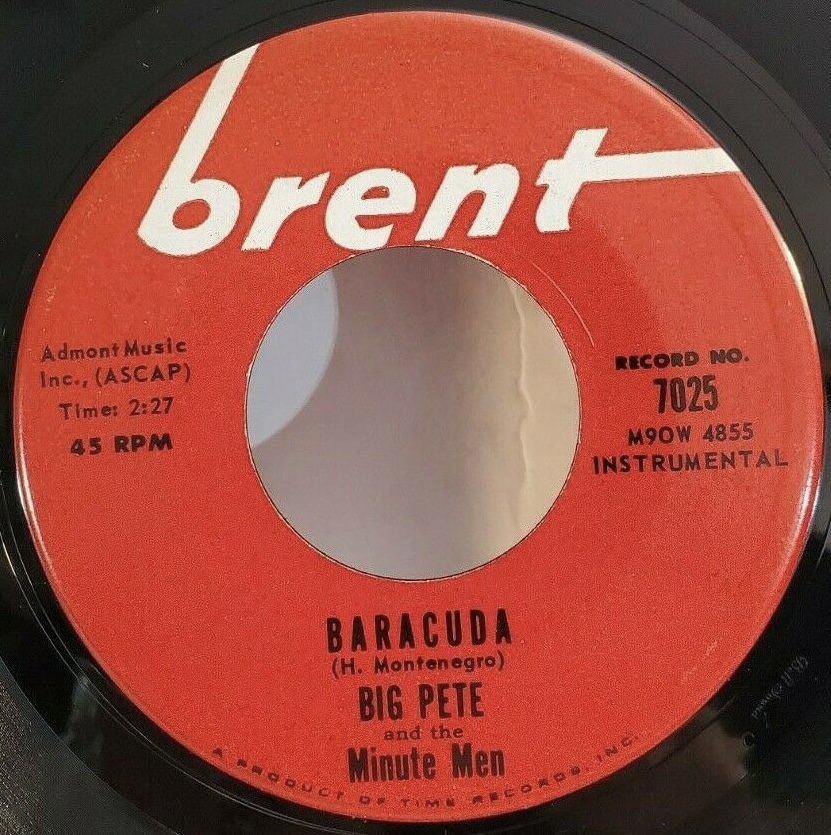 brent
Admont Music
Inc., (ASCAP)
Time: 2:27
45 RPM
RECORD NO.
7025
M9OW 4855
INSTRUMENTAL
BARACUDA
(H. Montenegro)
BIG PETE
and the
Minute Men
A PRODUCT OF TIME RECORDS, INC.